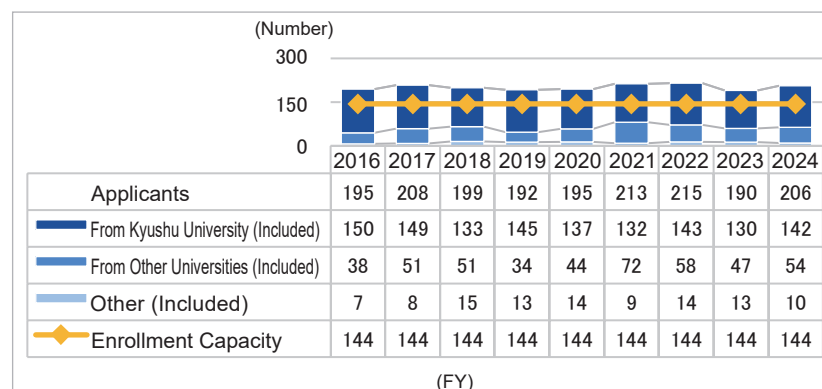 (Number)
300
150
0
2016 2017 2018 2019 2020 2021 2022 2023 2024
Applicants 195 208 199 192 195 213 215 190 206
From Kyushu University (Included) 150 149 133 145 137 132 143 130 142
From Other Universities (Included) 38 51 51 34 44 72 58 47 54
Other (Included) 7 8 15 13 14 9 14 13 10
Enrollment Capacity 144 144 144 144 144 144 144 144 144
(FY)